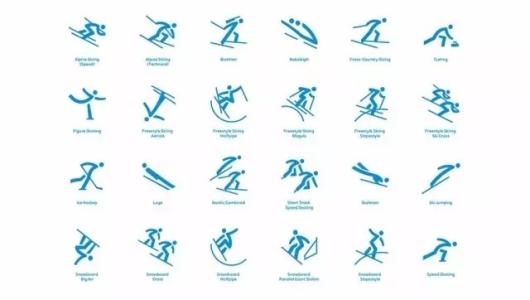 Alpine Skiing
(Speed)
Alpine Skiing
(Technical)
Biathlon
Bobsleigh
Cross-Country Skiing
Curling
Figure Skating
Freestyle Skiing
Aerials
Freestyle Skiing
Halfpipe
Freestyle Skiing
Moguls
Freestyle Skiing
Slopestyle
Freestyle Skiing
Ski Cross
Ice Hockey
Luge
Nordic Combined
Short Track
Speed Skating
Skeleton
Ski Jumping
Snowboard
Big Air
Snowboard
Cross
Snowboard
Halfpipe
Snowboard
Parallel Giant Slalom
Snowboard
Slopestyle
Speed Skating